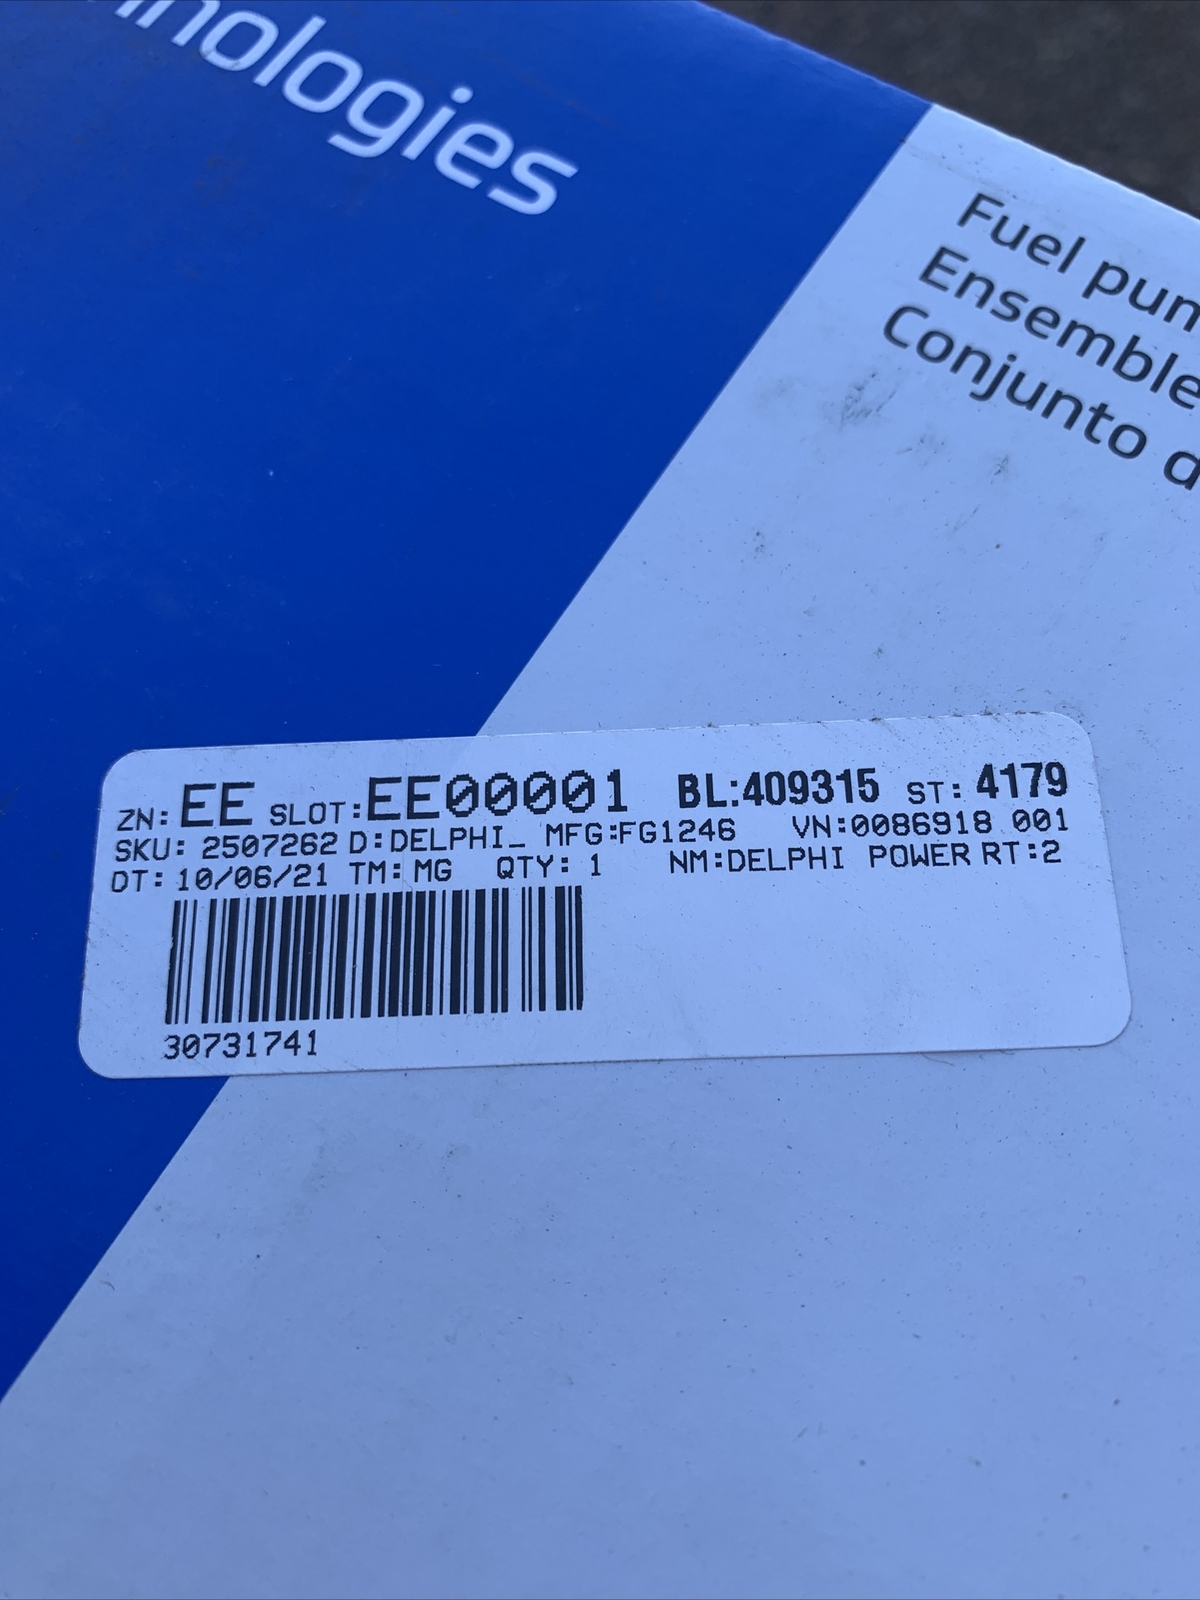 nologies
Fuel pum
Ensemble
Conjunto d
ZN: EE SLOT:EE00001 BL:409315 ST: 4179
SKU: 2507262 D:DELPHI_ MFG:FG1246 VN:0086918 001
DT: 10/06/21 TM: MG QTY: 1 NM:DELPHI POWER RT:2
30731741